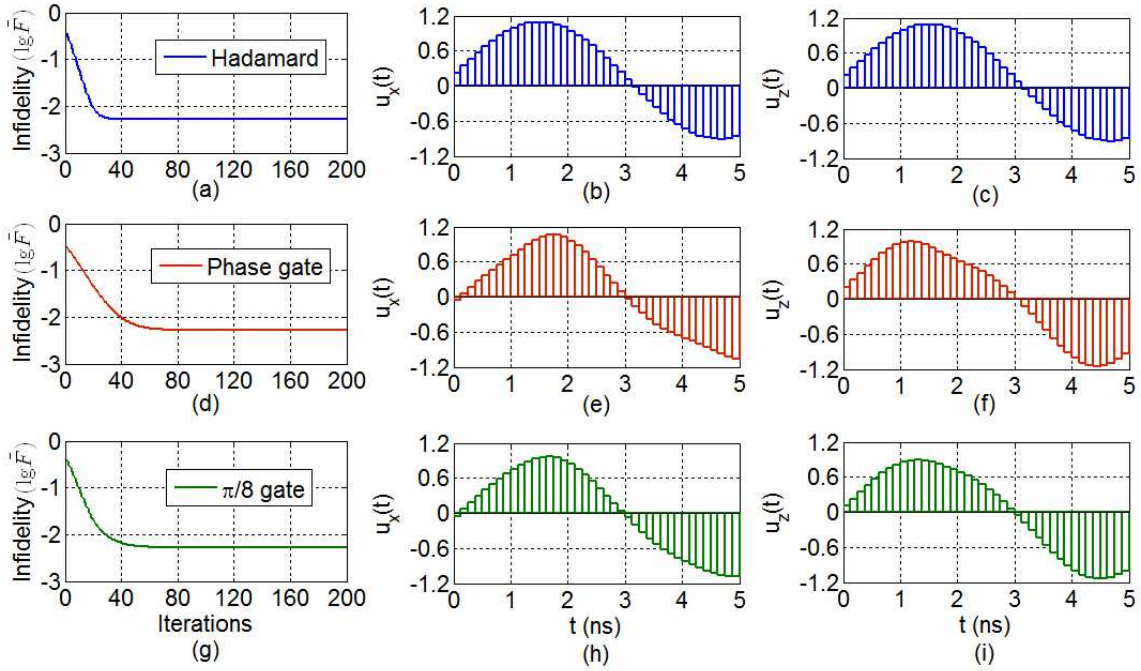 Infidelity (lg F̄)
0
-1
-2
-3
Hadamard
0 40 80 120 160 200
(a)
u_x(t)
1.2
0.6
0
-0.6
-1.2
0 1 2 3 4 5
(b)
u_z(t)
1.2
0.6
0
-0.6
-1.2
0 1 2 3 4 5
(c)
Infidelity (lg F̄)
0
-1
-2
-3
Phase gate
0 40 80 120 160 200
(d)
u_x(t)
1.2
0.6
0
-0.6
-1.2
0 1 2 3 4 5
(e)
u_z(t)
1.2
0.6
0
-0.6
-1.2
0 1 2 3 4 5
(f)
Infidelity (lg F̄)
0
-1
-2
-3
π/8 gate
0 40 80 120 160 200
Iterations
(g)
u_x(t)
1.2
0.6
0
-0.6
-1.2
0 1 2 3 4 5
t (ns)
(h)
u_z(t)
1.2
0.6
0
-0.6
-1.2
0 1 2 3 4 5
t (ns)
(i)